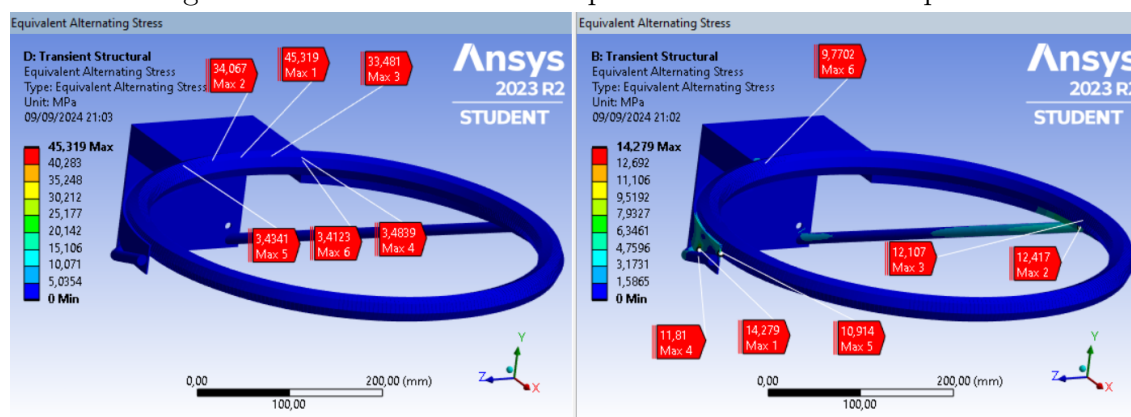 Equivalent Alternating Stress
D: Transient Structural
Equivalent Alternating Stress
Type: Equivalent Alternating Stress
Unit: MPa
09/09/2024 21:03
45,319 Max
40,283
35,248
30,212
25,177
20,142
15,106
10,071
5,0354
0 Min
34,067
Max 2
45,319
Max 1
33,481
Max 3
3,4341
Max 5
3,4123
Max 6
3,4839
Max 4
Ansys
2023 R2
STUDENT
0,00
200,00 (mm)
100,00
Y
Z
X
Equivalent Alternating Stress
B: Transient Structural
Equivalent Alternating Stress
Type: Equivalent Alternating Stress
Unit: MPa
09/09/2024 21:02
14,279 Max
12,692
11,106
9,5192
7,9327
6,3461
4,7596
3,1731
1,5865
0 Min
9,7702
Max 6
12,107
Max 3
12,417
Max 2
11,81
Max 4
14,279
Max 1
10,914
Max 5
Ansys
2023 R2
STUDENT
0,00
200,00 (mm)
100,00
Y
Z
X